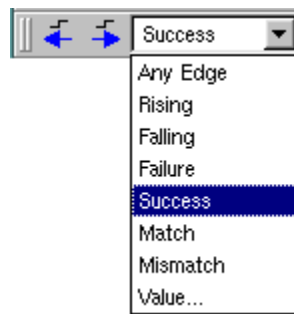 Success
Any Edge
Rising
Falling
Failure
Success
Match
Mismatch
Value...